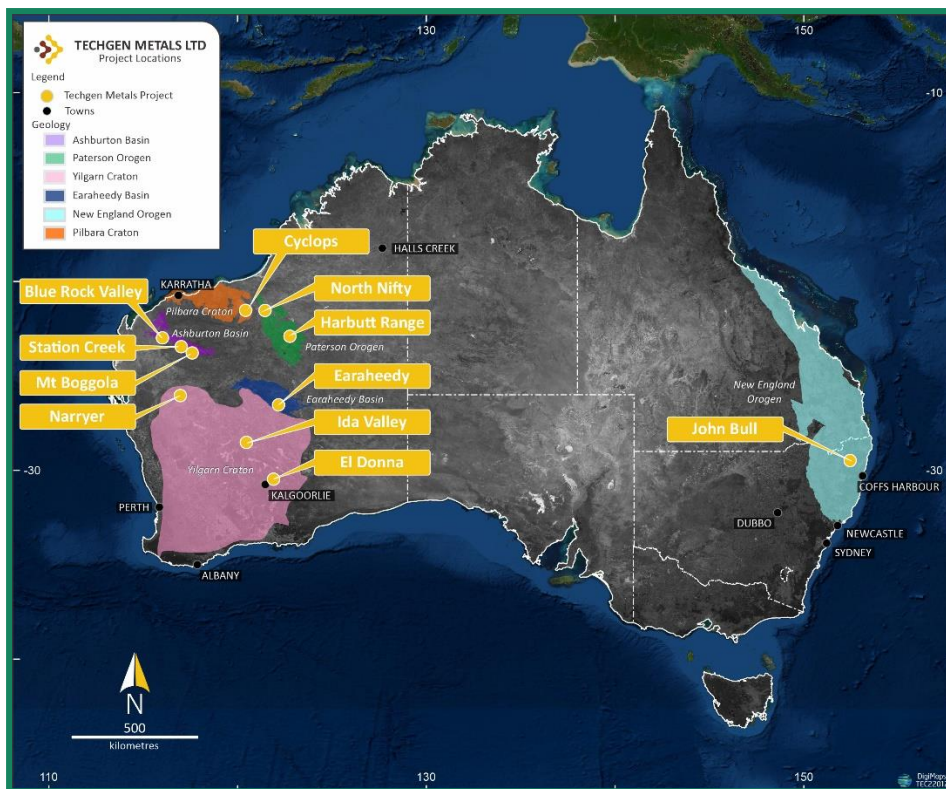 TECHGEN METALS LTD
Project Locations
Legend
Techgen Metals Project
Towns
Geology
Ashburton Basin
Paterson Orogen
Yilgarn Craton
Earaheedy Basin
New England Orogen
Pilbara Craton
130
150
-10
-10
Cyclops
HALLS CREEK
Blue Rock Valley
KARRATHA
North Nifty
Pilbara Craton
Harbutt Range
Ashburton Basin
Station Creek
Paterson Orogen
Mt Boggola
Earaheedy
Narryer
Earaheedy Basin
New England
Orogen
Ida Valley
John Bull
El Donna
Yilgarn Craton
-30
-30
KALGOORLIE
COFFS HARBOUR
PERTH
DUBBO
NEWCASTLE
SYDNEY
ALBANY
N
500
kilometres
110
130
150
DigiMaps